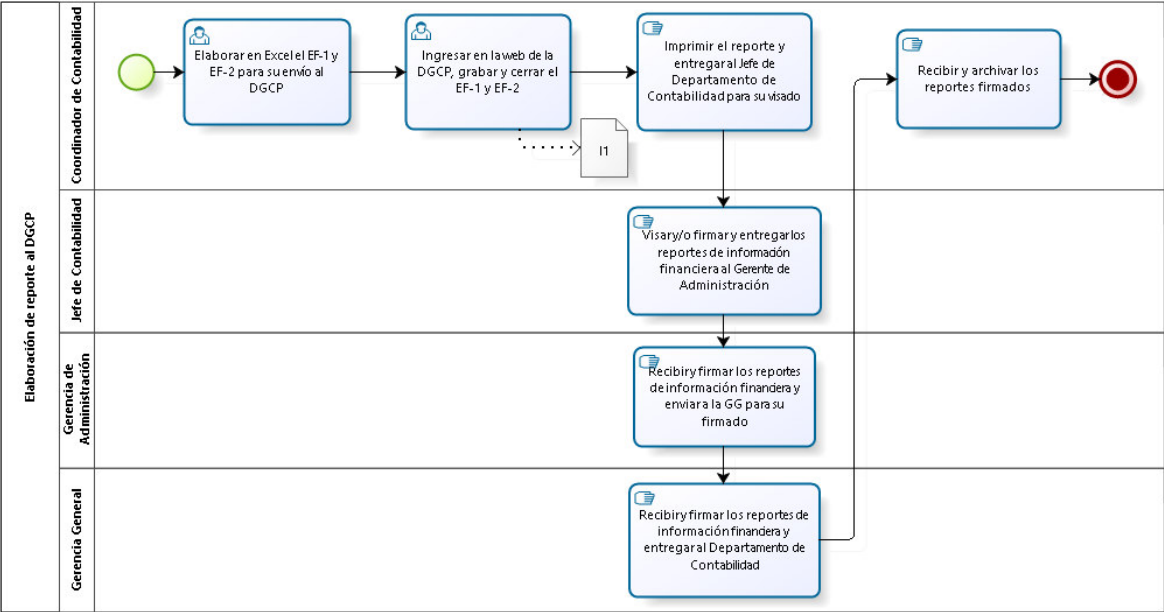 Elaboración de reporte al DGCP
Coordinador de Contabilidad
Elaborar en Excel el EF-1 y
EF-2 para su envío al
DGCP
Ingresar en la web de la
DGCP, grabar y cerrar el
EF-1 y EF-2
I1
Imprimir el reporte y
entregar al Jefe de
Departamento de
Contabilidad para su visado
Recibir y archivar los
reportes firmados
Jefe de Contabilidad
Visar y/o firmar y entregar los
reportes de información
financiera al Gerente de
Administración
Gerencia de
Administración
Recibir y firmar los reportes
de información financiera y
enviar a la GG para su
firmado
Gerencia General
Recibir y firmar los reportes de
información financiera y
entregar al Departamento de
Contabilidad